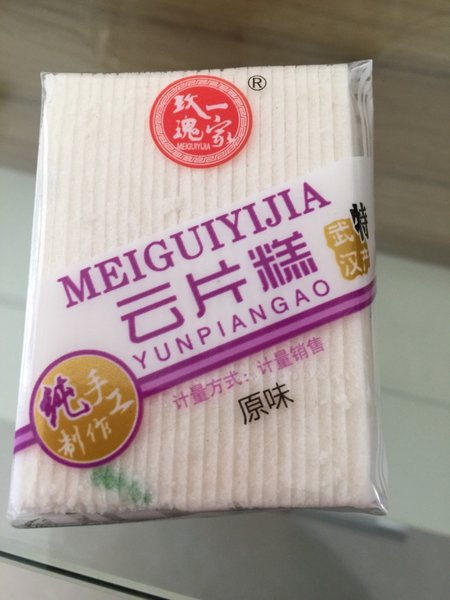 ®
玫瑰一家
MEIGUIYIJIA
MEIGUIYIJIA
云片糕
YUNPIANGAO
武汉特产
计量方式：计量销售
原味
纯手工
制作